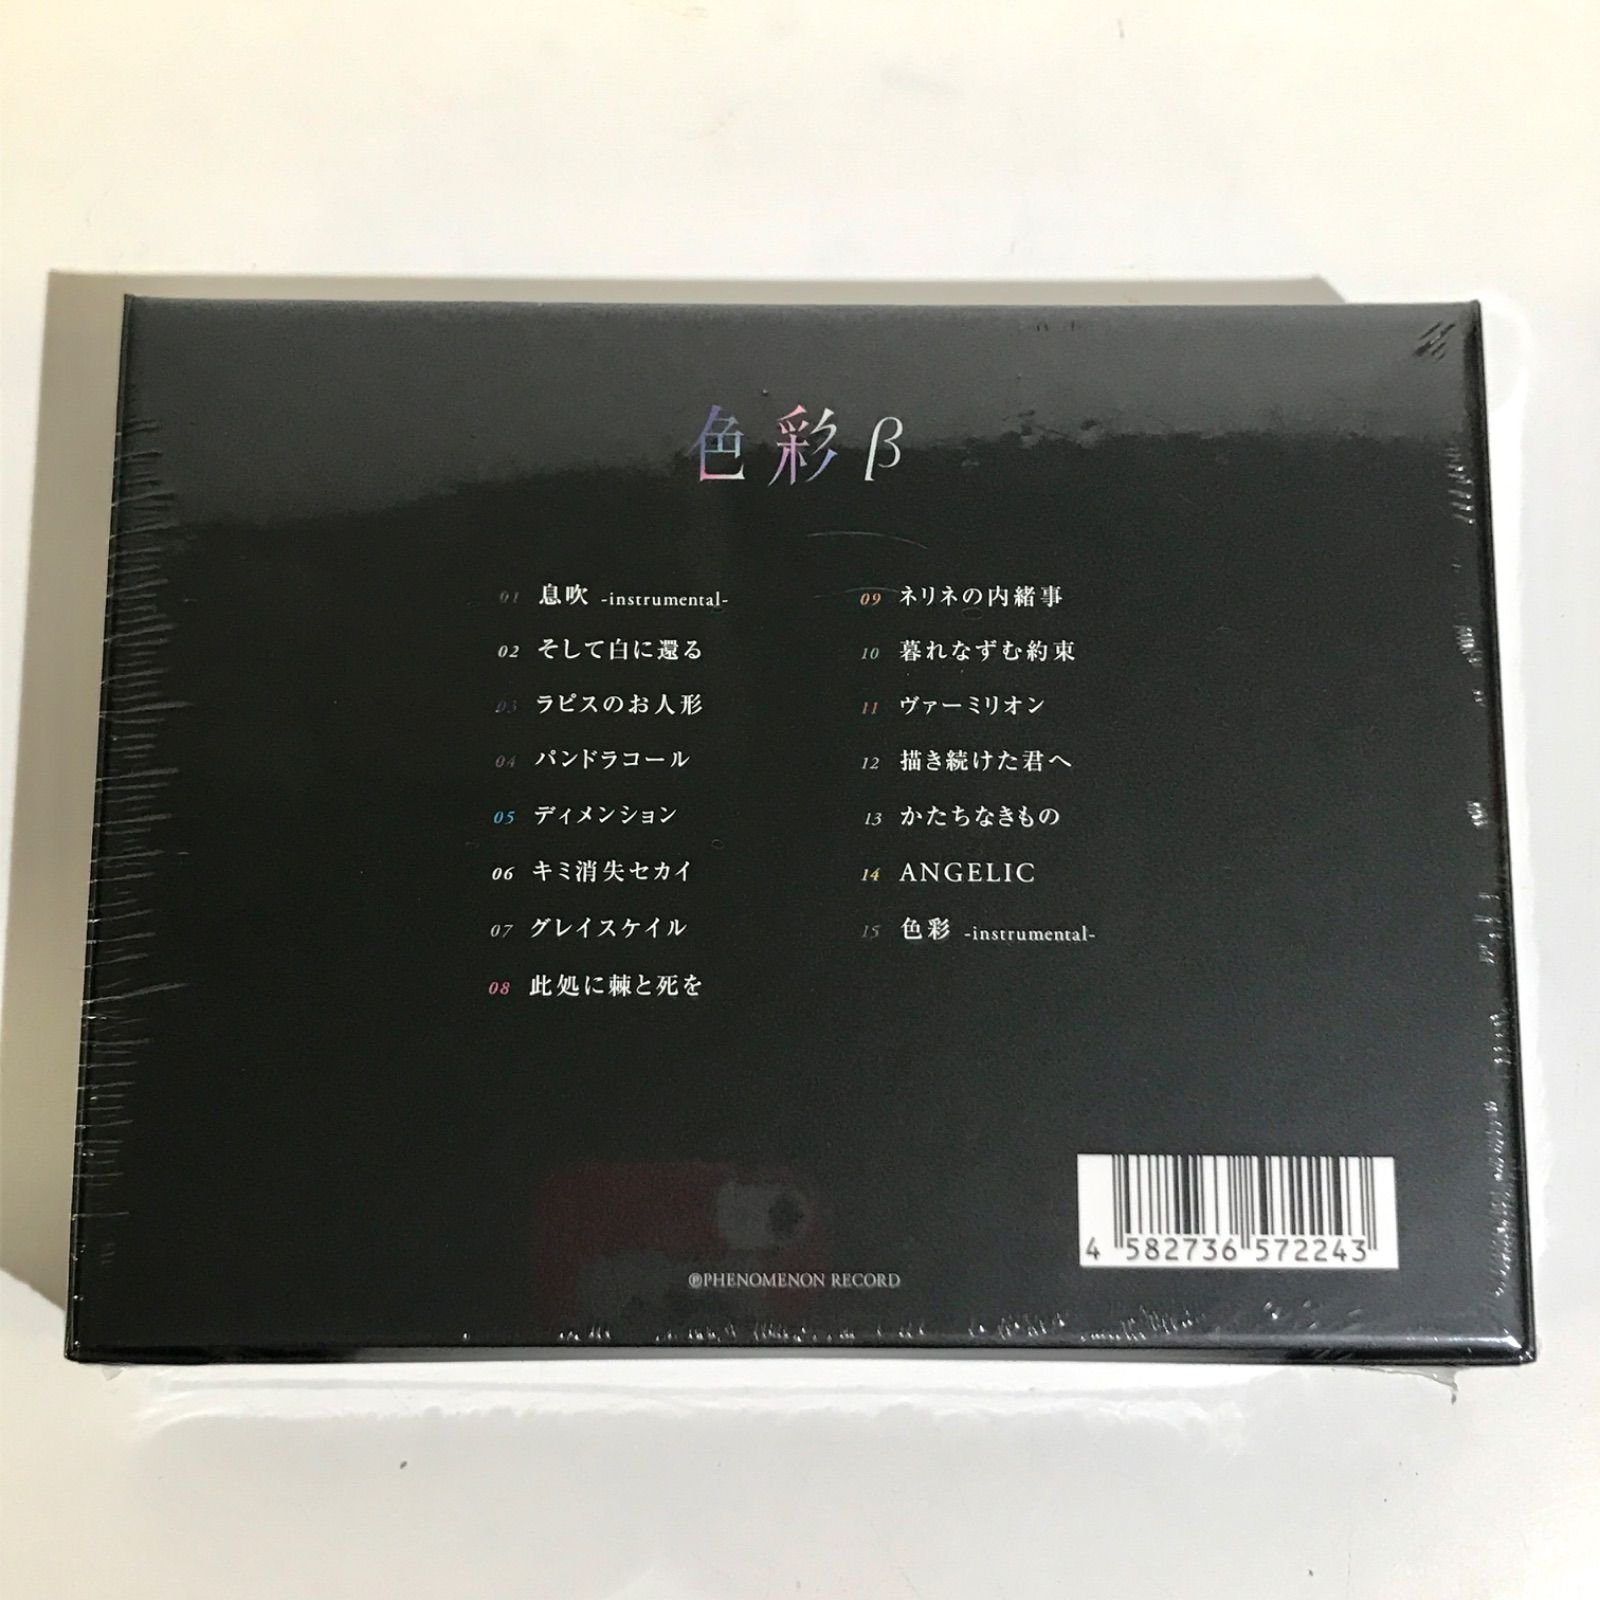 色彩β
01 息吹 -instrumental-
02 そして白に還る
03 ラピスのお人形
04 パンドラコール
05 ディメンション
06 キミ消失セカイ
07 グレイスケイル
08 此処に棘と死を
09 ネリネの内緒事
10 暮れなずむ約束
11 ヴァーミリオン
12 描き続けた君へ
13 かたちなきもの
14 ANGELIC
15 色彩 -instrumental-
4 582736 572243
℗PHENOMENON RECORD